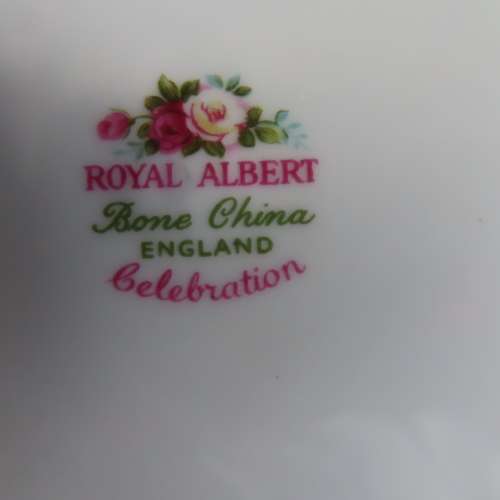 ROYAL ALBERT
Bone China
ENGLAND
Celebration